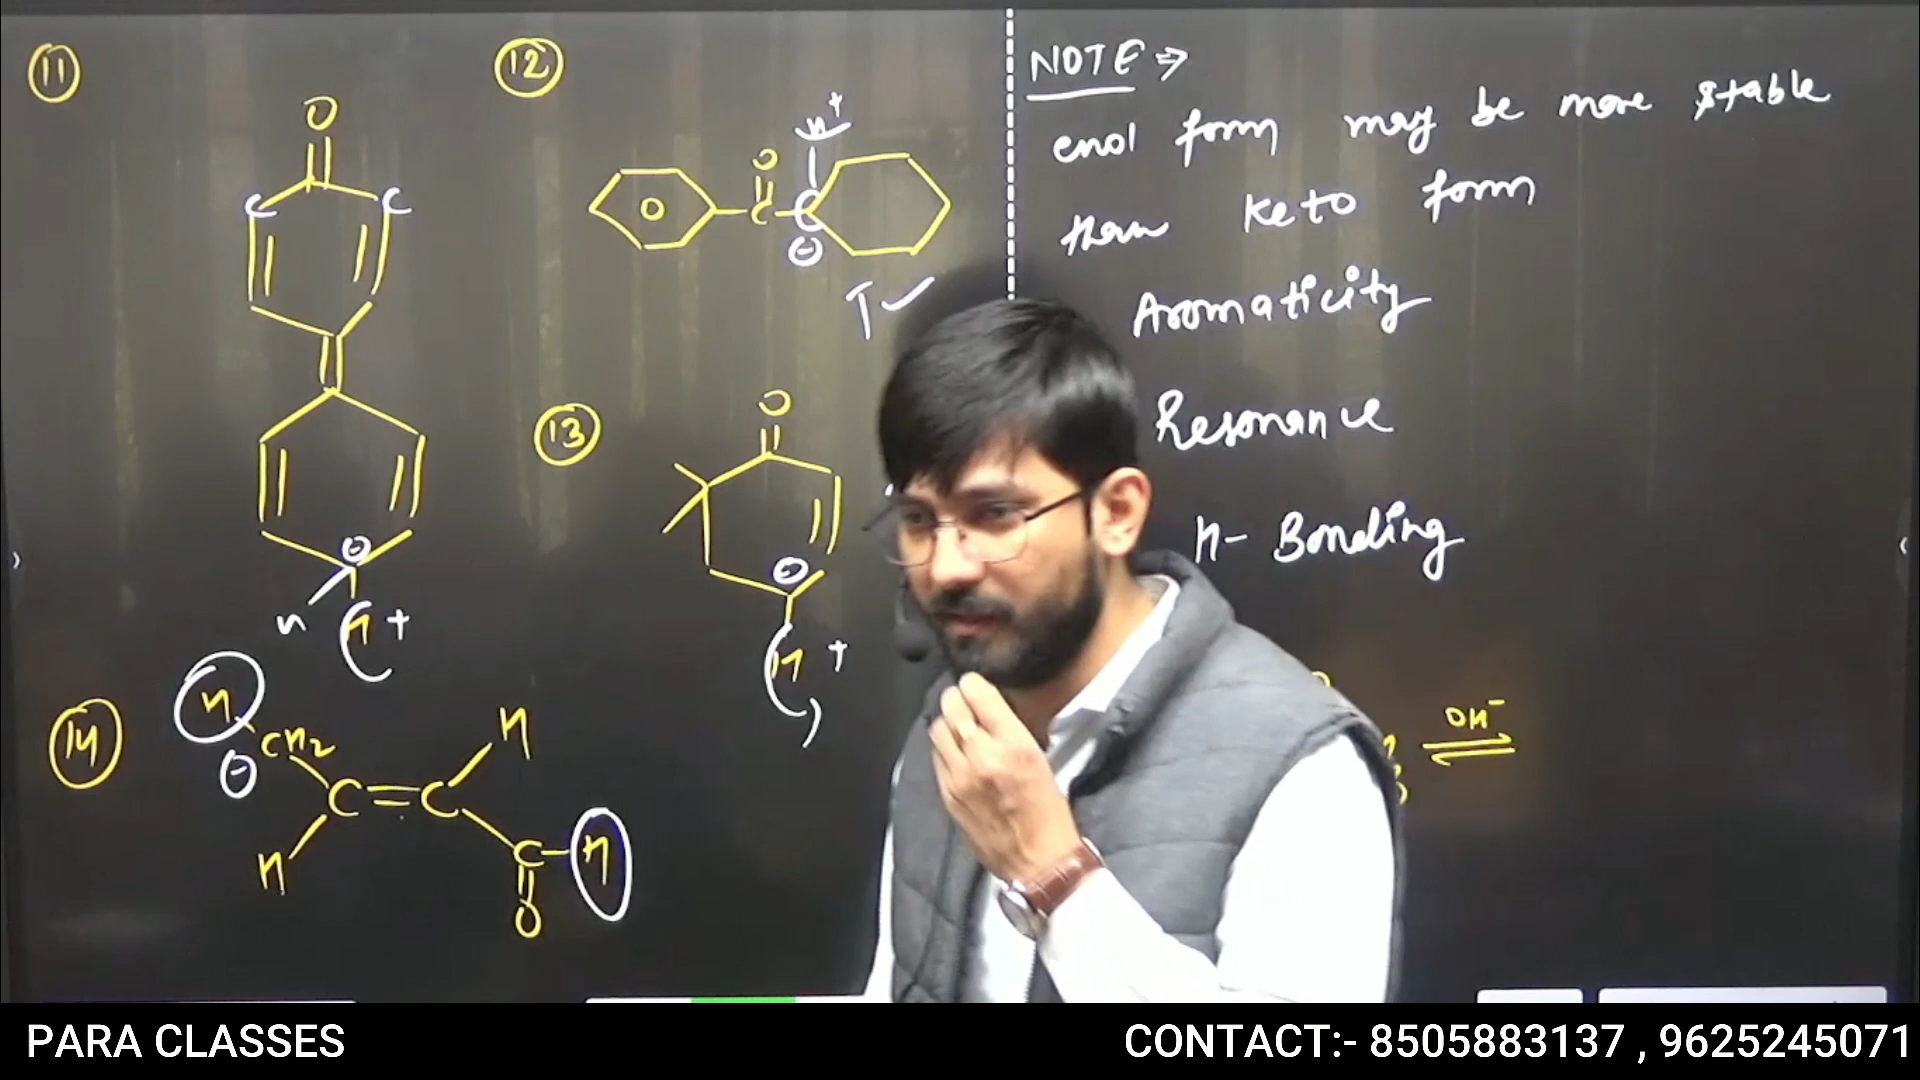 11
O
C C
H H +
12
H+
O
C C
T
13
O
H +
14
H
CH2
H
C = C
H
C - H
O
NOTE ⇒
enol form may be more stable
than keto form
Aromaticity
Resonance
H- Bonding
OH-
PARA CLASSES
CONTACT:- 8505883137 , 9625245071